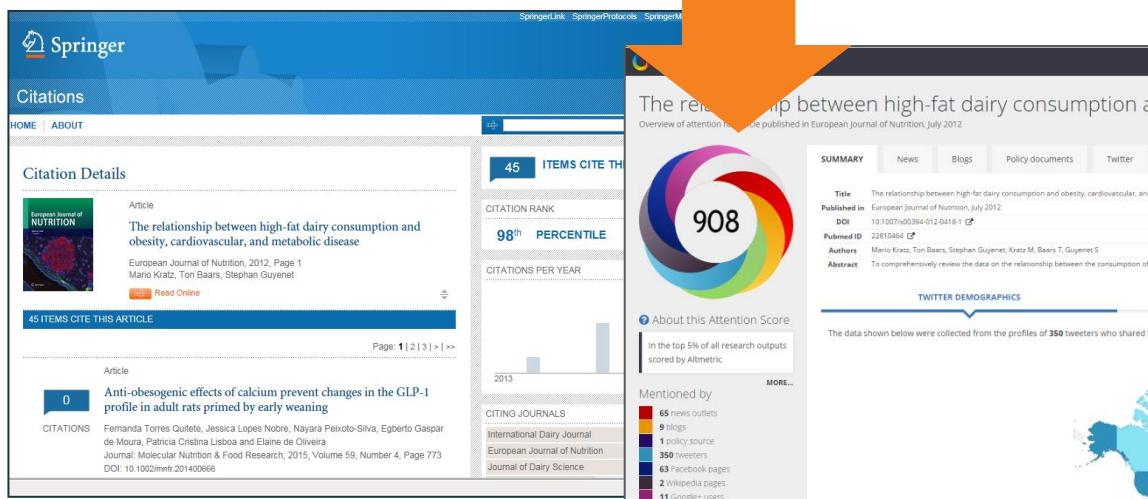 SpringerLink SpringerProtocols
Springer
Citations
HOME ABOUT
Citation Details
European Journal of
NUTRITION
Article
The relationship between high-fat dairy consumption and
obesity, cardiovascular, and metabolic disease
European Journal of Nutrition, 2012, Page 1
Mario Kratz, Ton Baars, Stephan Guyenet
Read Online
45 ITEMS CITE THIS ARTICLE
Page: 1 | 2 | 3 | > | >>
Article
Anti-obesogenic effects of calcium prevent changes in the GLP-1
profile in adult rats primed by early weaning
0
CITATIONS
Fernanda Torres Quitete, Jessica Lopes Nobre, Nayara Peixoto-Silva, Egberto Gaspar
de Moura, Patricia Cristina Lisboa and Elaine de Oliveira
Journal: Molecular Nutrition & Food Research, 2015, Volume 59, Number 4, Page 773
DOI: 10.1002/mnfr.201400666
45 ITEMS CITE
CITATION RANK
98th PERCENTILE
CITATIONS PER YEAR
2013
CITING JOURNALS
International Dairy Journal
European Journal of Nutrition
Journal of Dairy Science
The between high-fat dairy consumption
Overview of attention published in European Journal of Nutrition, July 2012
908
SUMMARY News Blogs Policy documents Twitter
Title The relationship between high-fat dairy consumption and obesity, cardiovascular,
Published in European Journal of Nutrition, July 2012
DOI 10.1007/s00394-012-0418-1
Pubmed ID 22810464
Authors Mario Kratz, Ton Baars, Stephan Guyenet, Kratz M, Baars T, Guyenet S
Abstract To comprehensively review the data on the relationship between the consumption of
TWITTER DEMOGRAPHICS
The data shown below were collected from the profiles of 350 tweeters who shared
About this Attention Score
In the top 5% of all research outputs
scored by Altmetric
MORE...
Mentioned by
65 news outlets
9 blogs
1 policy source
350 tweeters
63 Facebook pages
2 Wikipedia pages
11 Google+ users